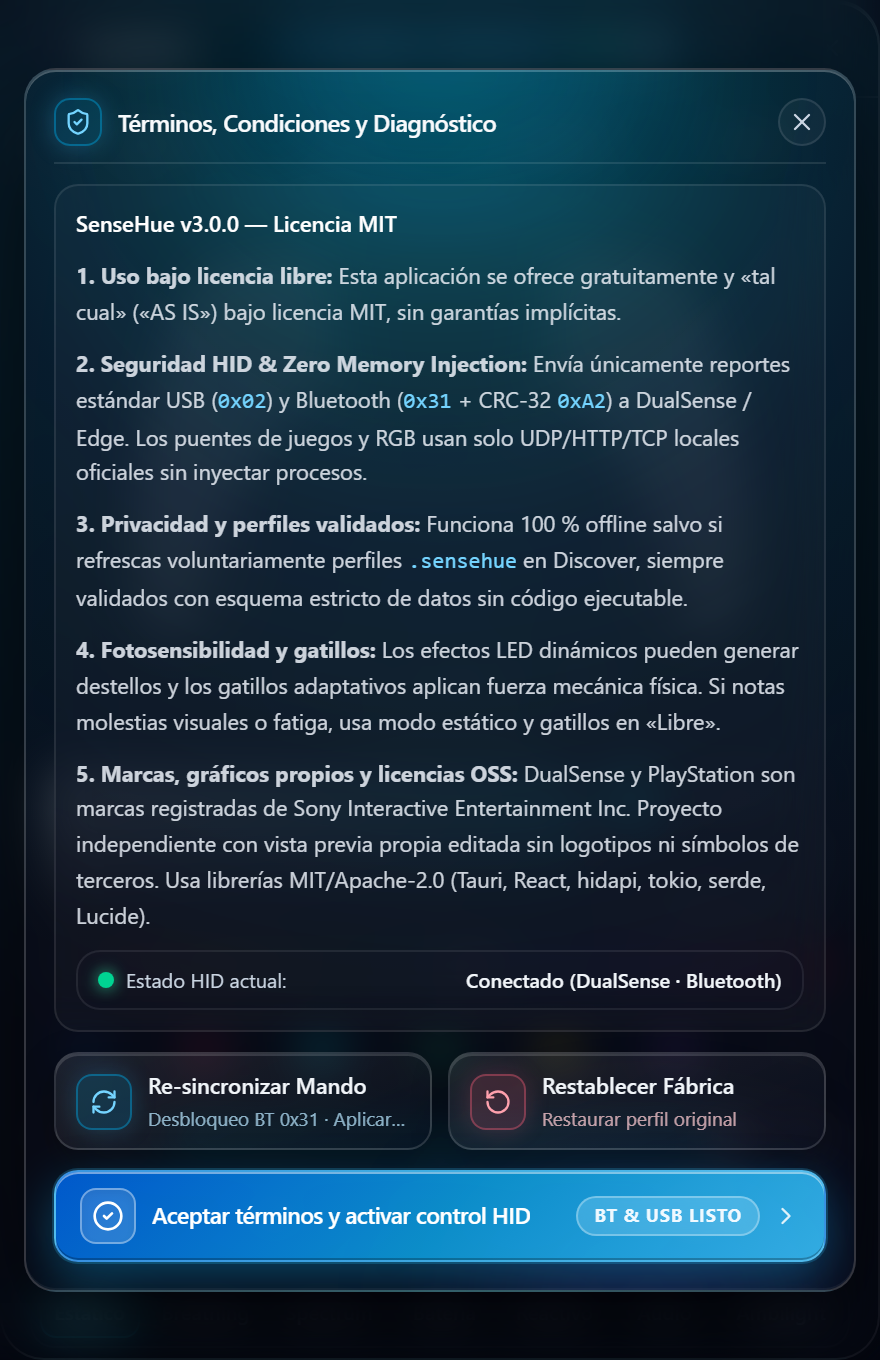 Términos, Condiciones y Diagnóstico
SenseHue v3.0.0 — Licencia MIT
1. Uso bajo licencia libre: Esta aplicación se ofrece gratuitamente y «tal
cual» («AS IS») bajo licencia MIT, sin garantías implícitas.
2. Seguridad HID & Zero Memory Injection: Envía únicamente reportes
estándar USB (0x02) y Bluetooth (0x31 + CRC-32 0xA2) a DualSense /
Edge. Los puentes de juegos y RGB usan solo UDP/HTTP/TCP locales
oficiales sin inyectar procesos.
3. Privacidad y perfiles validados: Funciona 100 % offline salvo si
refrescas voluntariamente perfiles .sensehue en Discover, siempre
validados con esquema estricto de datos sin código ejecutable.
4. Fotosensibilidad y gatillos: Los efectos LED dinámicos pueden generar
destellos y los gatillos adaptativos aplican fuerza mecánica física. Si notas
molestias visuales o fatiga, usa modo estático y gatillos en «Libre».
5. Marcas, gráficos propios y licencias OSS: DualSense y PlayStation son
marcas registradas de Sony Interactive Entertainment Inc. Proyecto
independiente con vista previa propia editada sin logotipos ni símbolos de
terceros. Usa librerías MIT/Apache-2.0 (Tauri, React, hidapi, tokio, serde,
Lucide).
Estado HID actual: Conectado (DualSense · Bluetooth)
Re-sincronizar Mando
Desbloqueo BT 0x31 · Aplicar...
Restablecer Fábrica
Restaurar perfil original
Aceptar términos y activar control HID BT & USB LISTO